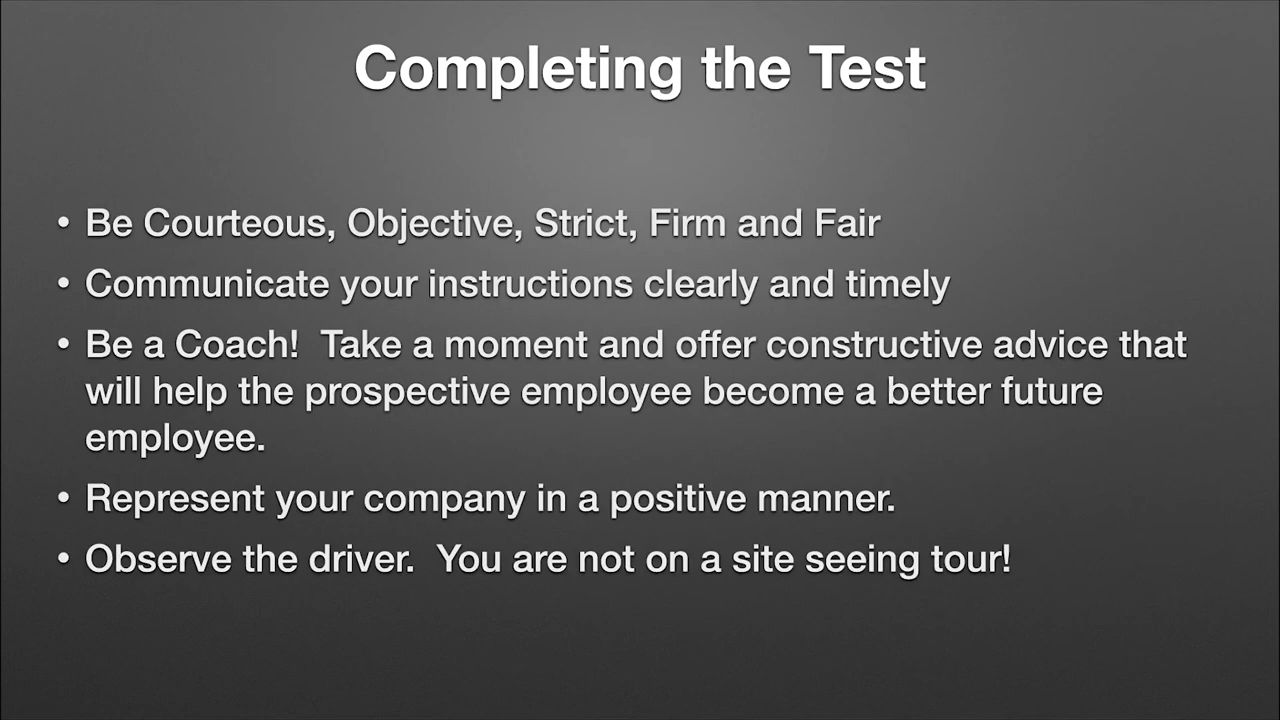 Completing the Test
• Be Courteous, Objective, Strict, Firm and Fair
• Communicate your instructions clearly and timely
• Be a Coach!  Take a moment and offer constructive advice that
will help the prospective employee become a better future
employee.
• Represent your company in a positive manner.
• Observe the driver.  You are not on a site seeing tour!